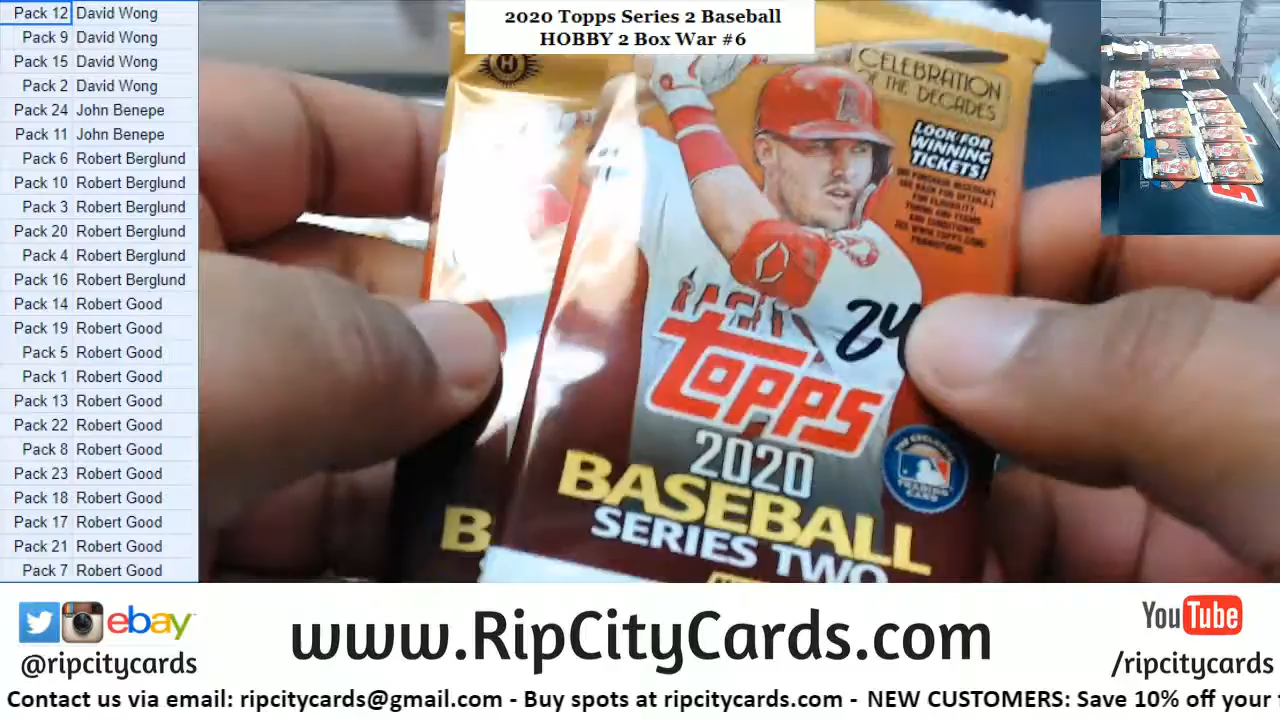 2020 Topps Series 2 Baseball
HOBBY 2 Box War #6
Pack 12 David Wong
Pack 9 David Wong
Pack 15 David Wong
Pack 2 David Wong
Pack 24 John Benepe
Pack 11 John Benepe
Pack 6 Robert Berglund
Pack 10 Robert Berglund
Pack 3 Robert Berglund
Pack 20 Robert Berglund
Pack 4 Robert Berglund
Pack 16 Robert Berglund
Pack 14 Robert Good
Pack 19 Robert Good
Pack 5 Robert Good
Pack 1 Robert Good
Pack 13 Robert Good
Pack 22 Robert Good
Pack 8 Robert Good
Pack 23 Robert Good
Pack 18 Robert Good
Pack 17 Robert Good
Pack 21 Robert Good
Pack 7 Robert Good
H
CELEBRATION
OF THE DECADES
LOOK FOR
WINNING
TICKETS!
24
topps
2020
BASEBALL
SERIES TWO
B
ebay
@ripcitycards
www.RipCityCards.com
YouTube
/ripcitycards
Contact us via email: ripcitycards@gmail.com - Buy spots at ripcitycards.com - NEW CUSTOMERS: Save 10% off your